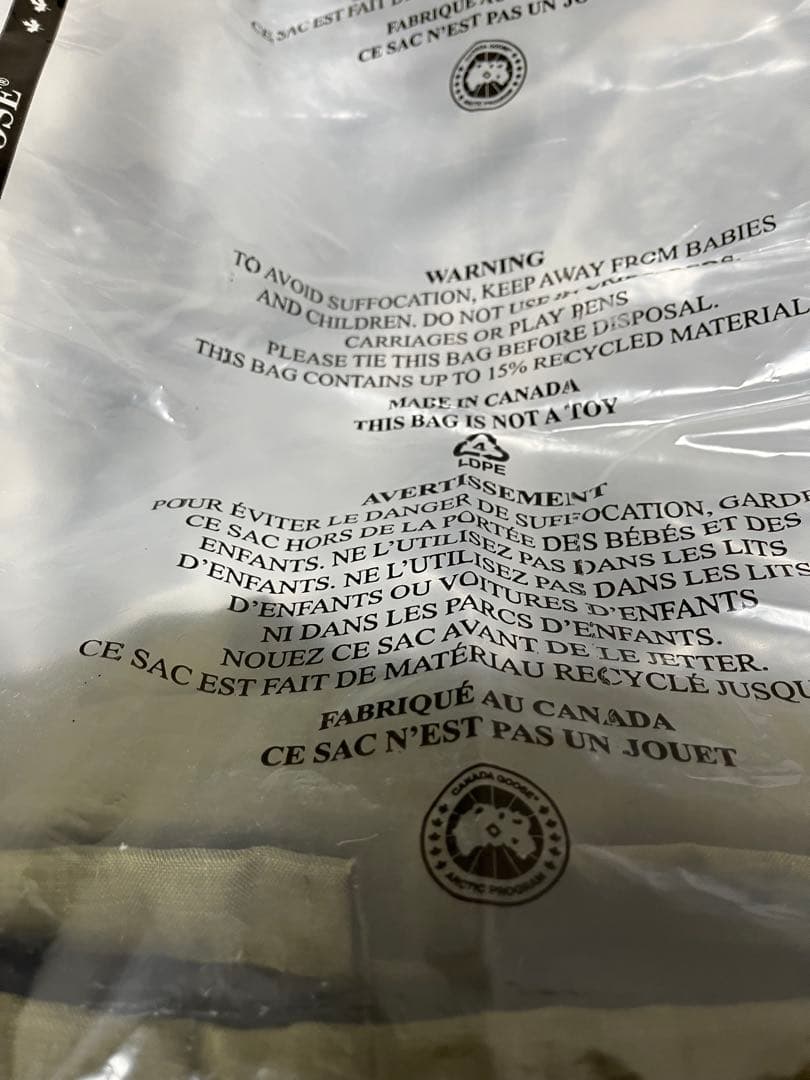 OSE®
CE SAC EST FAIT
FABRIQUÉ
CE SAC N'EST PAS UN
WARNING
TO AVOID SUFFOCATION, KEEP AWAY FROM BABIES
AND CHILDREN. DO NOT USE
CARRIAGES OR PLAY PENS
PLEASE TIE THIS BAG BEFORE DISPOSAL.
THIS BAG CONTAINS UP TO 15% RECYCLED MATERIAL
MADE IN CANADA
THIS BAG IS NOT A TOY
4
LDPE
AVERTISSEMENT
POUR ÉVITER LE DANGER DE SUFFOCATION, GARDE
CE SAC HORS DE LA PORTÉE DES BÉBÉS ET DES
ENFANTS. NE L'UTILISEZ PAS DANS LES LITS
D'ENFANTS. NE L'UTILISEZ PAS DANS LES LITS
D'ENFANTS OU VOITURES D'ENFANTS
NI DANS LES PARCS D'ENFANTS.
NOUEZ CE SAC AVANT DE LE JETTER.
CE SAC EST FAIT DE MATÉRIAU RECYCLÉ JUSQU
FABRIQUÉ AU CANADA
CE SAC N'EST PAS UN JOUET
CANADA GOOSE
ARCTIC PROGRAM